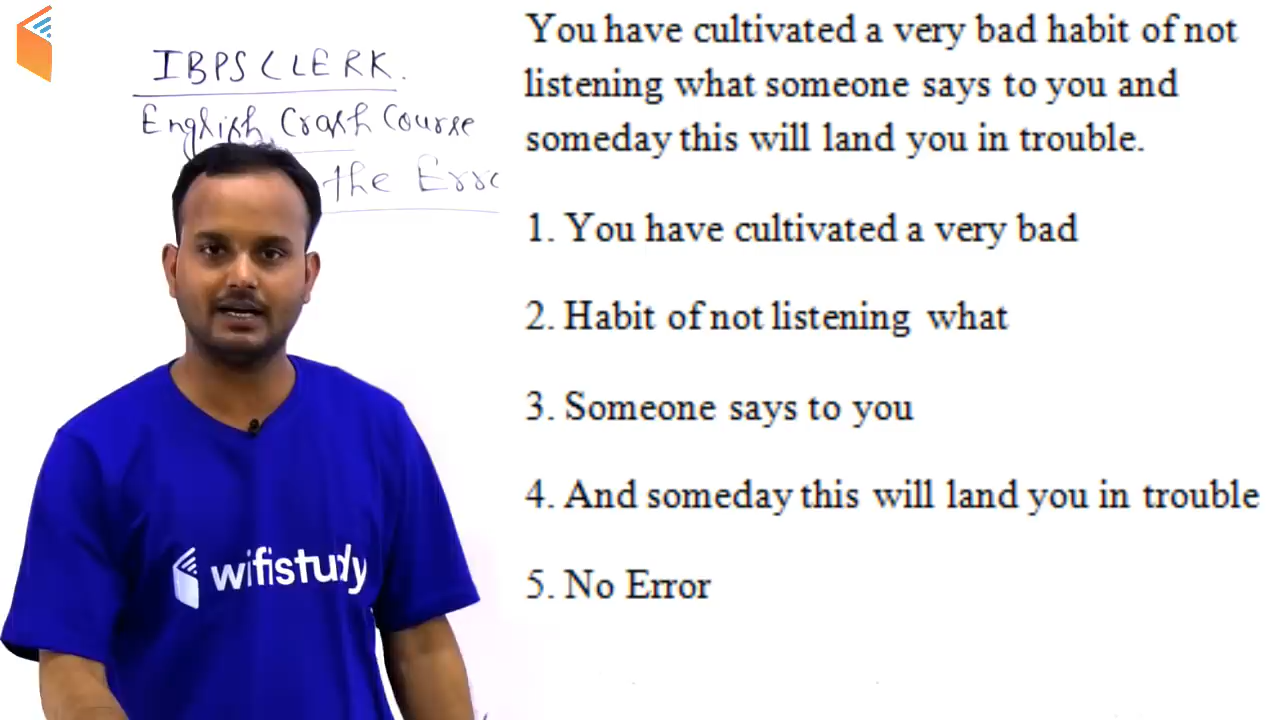 IBPS CLERK.
English Crash Course
the
You have cultivated a very bad habit of not
listening what someone says to you and
someday this will land you in trouble.
1. You have cultivated a very bad
2. Habit of not listening what
3. Someone says to you
4. And someday this will land you in trouble
5. No Error
wifistudy